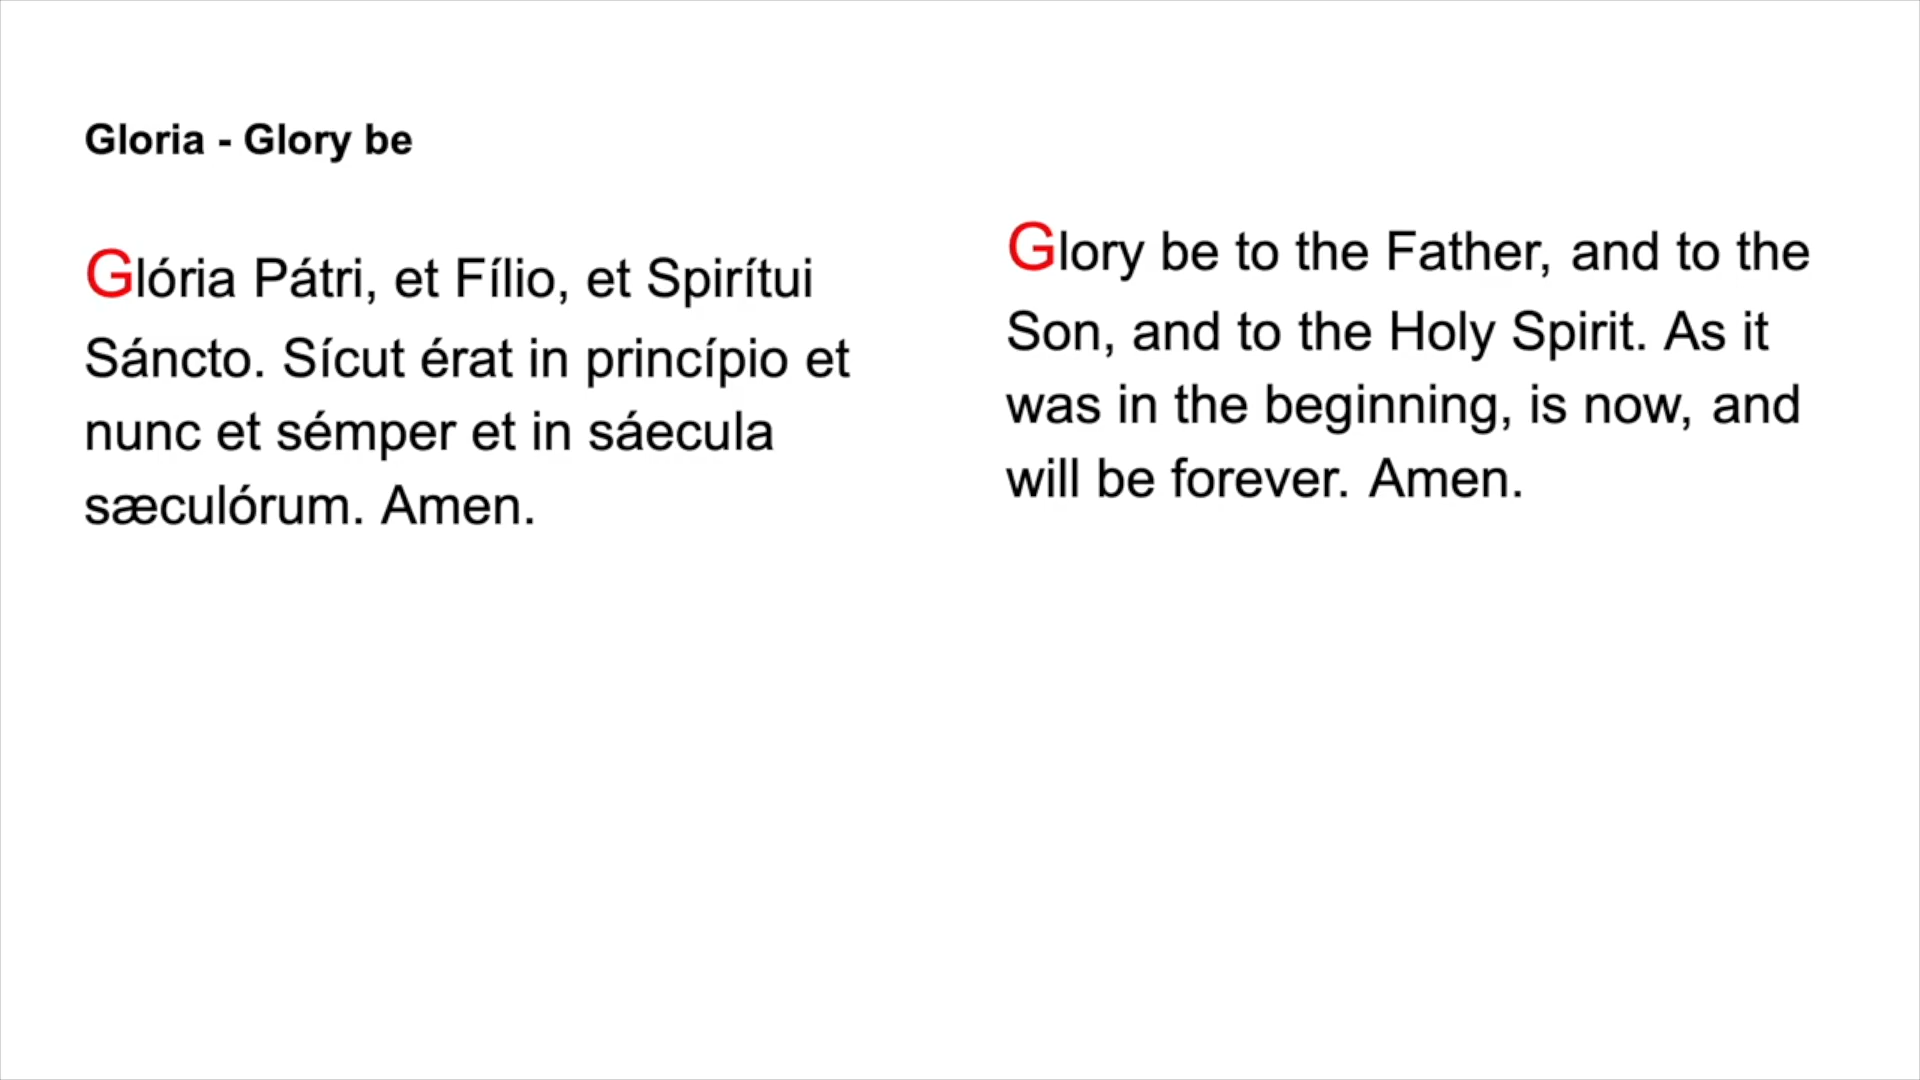 Gloria - Glory be
Glória Pátri, et Fílio, et Spirítui
Sáncto. Sícut érat in princípio et
nunc et sémper et in sáecula
sæculórum. Amen.
Glory be to the Father, and to the
Son, and to the Holy Spirit. As it
was in the beginning, is now, and
will be forever. Amen.